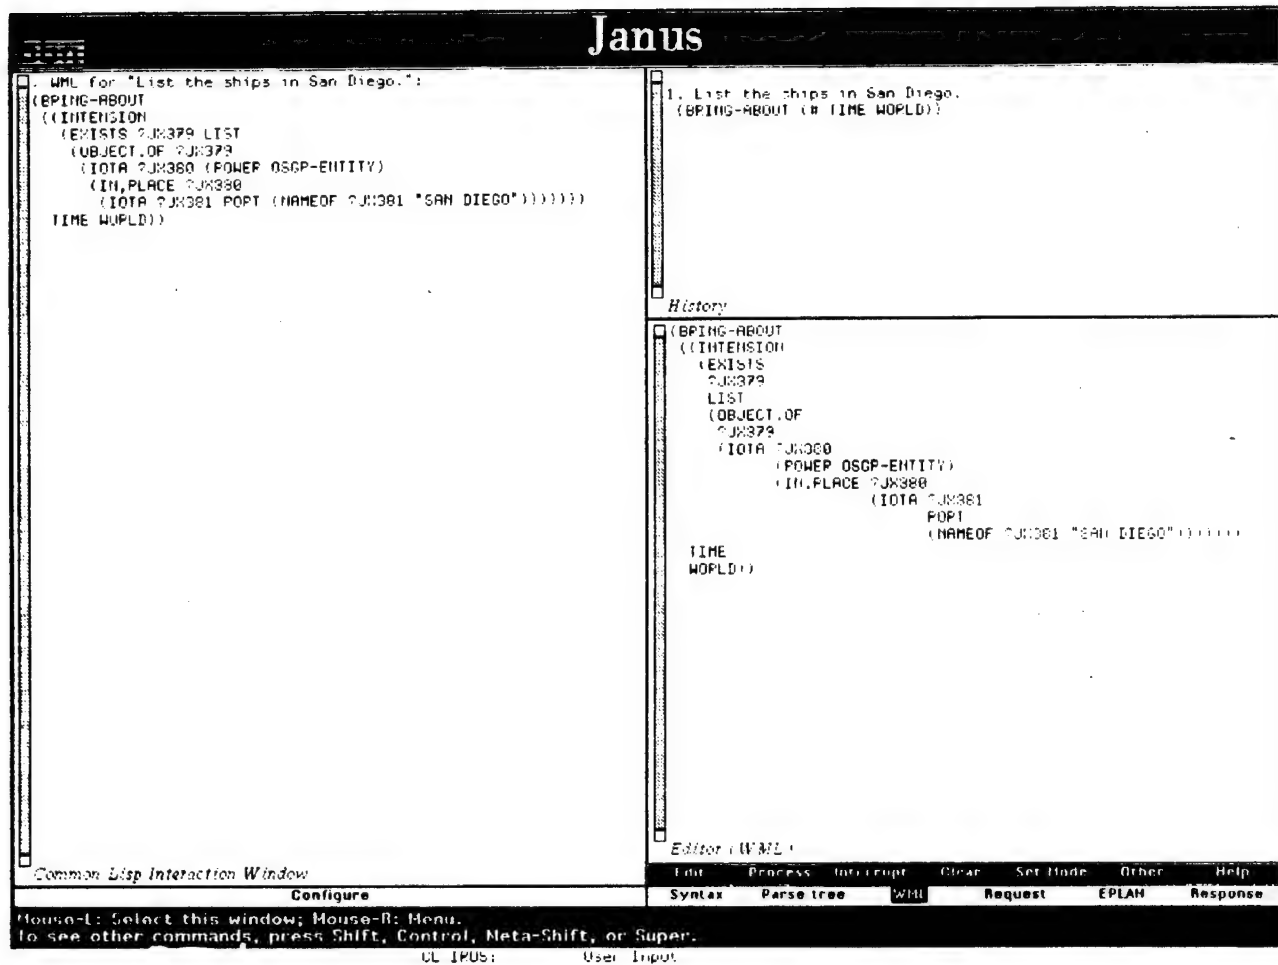 Janus
. WML for "List the ships in San Diego.":
(BRING-ABOUT
((INTENSION
(EXISTS ?JX379 LIST
(OBJECT.OF ?JX379
(IOTA ?JX380 (POWER OSGP-ENTITY)
(IN.PLACE ?JX380
(IOTA ?JX381 PORT (NAMEOF ?JX381 "SAN DIEGO")))))))
TIME WORLD))
Common Lisp Interaction Window
Configure
1. List the ships in San Diego.
(BRING-ABOUT (# TIME WORLD))
History
(BRING-ABOUT
((INTENSION
(EXISTS
?JX379
LIST
(OBJECT.OF
?JX379
(IOTA ?JX380
(POWER OSGP-ENTITY)
(IN.PLACE ?JX380
(IOTA ?JX381
PORT
(NAMEOF ?JX381 "SAN DIEGO")))))))
TIME
WORLD))
Editor (WML)
Edit Process Interrupt Clear Set Mode Other Help
Syntax Parse tree WML Request EPLAN Response
Mouse-L: Select this window; Mouse-R: Menu.
To see other commands, press Shift, Control, Meta-Shift, or Super.
CL IRUS: User Input